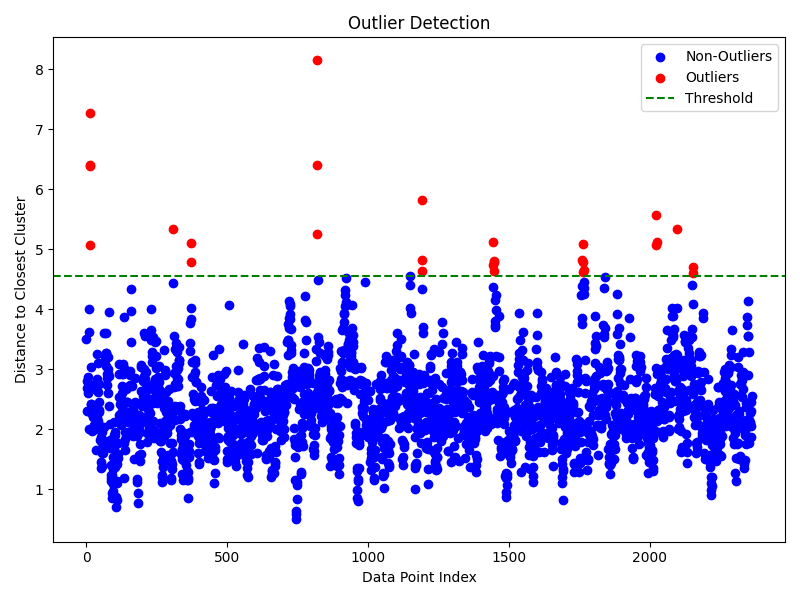 Outlier Detection
Non-Outliers
Outliers
Threshold
Distance to Closest Cluster
8
7
6
5
4
3
2
1
0
500
1000
1500
2000
Data Point Index